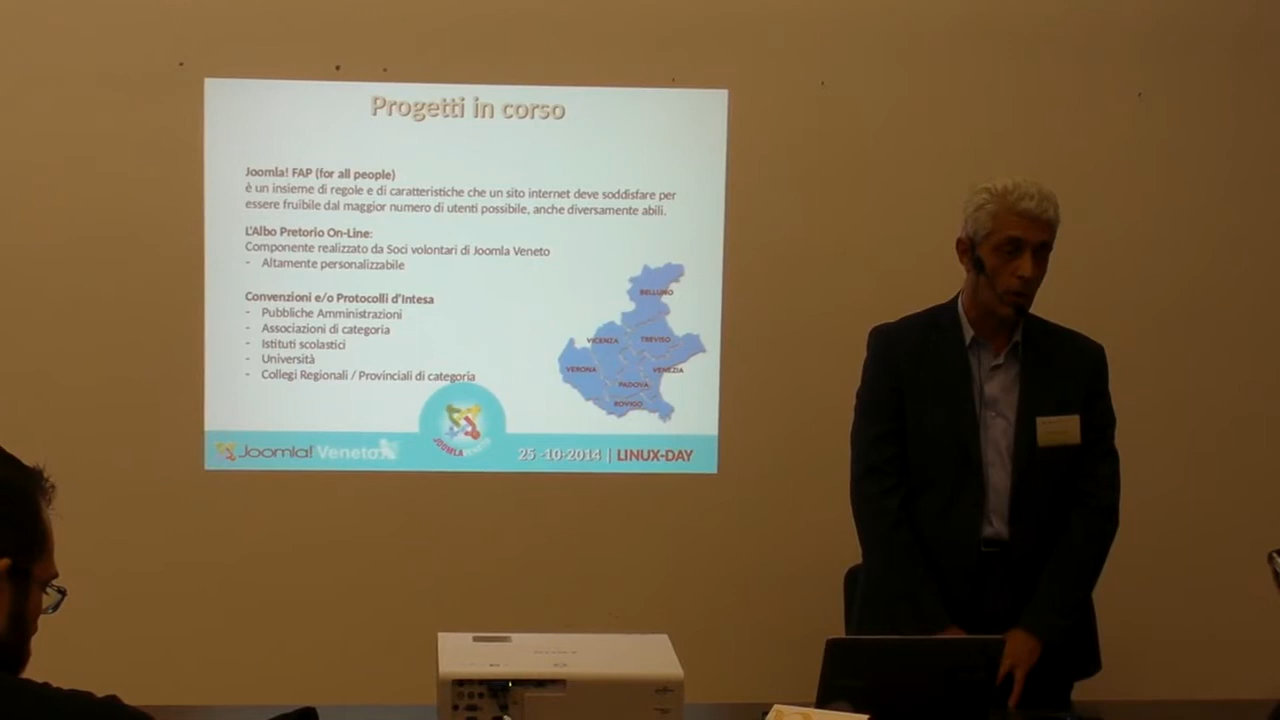 Progetti in corso
Joomla! FAP (for all people)
è un insieme di regole e di caratteristiche che un sito internet deve soddisfare per
essere fruibile dal maggior numero di utenti possibile, anche diversamente abili.
L'Albo Pretorio On-Line:
Componente realizzato da Soci volontari di Joomla Veneto
- Altamente personalizzabile
Convenzioni e/o Protocolli d'Intesa
- Pubbliche Amministrazioni
- Associazioni di categoria
- Istituti scolastici
- Università
- Collegi Regionali / Provinciali di categoria
BELLUNO
VICENZA
TREVISO
VERONA
VENEZIA
PADOVA
ROVIGO
Joomla! Veneto
JOOMLA VENETO
25 -10-2014 | LINUX-DAY